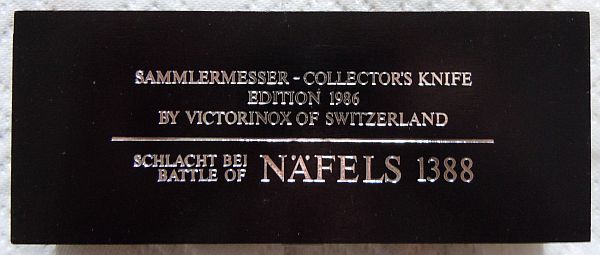 SAMMLERMESSER - COLLECTOR'S KNIFE
EDITION 1986
BY VICTORINOX OF SWITZERLAND
SCHLACHT BEI
BATTLE OF NÄFELS 1388